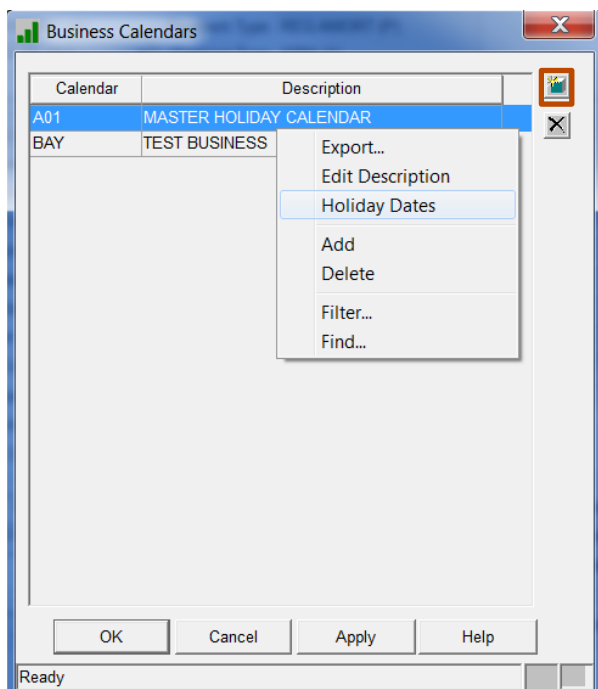 Business Calendars
Calendar Description
A01 MASTER HOLIDAY CALENDAR
BAY TEST BUSINESS
Export...
Edit Description
Holiday Dates
Add
Delete
Filter...
Find...
OK Cancel Apply Help
Ready